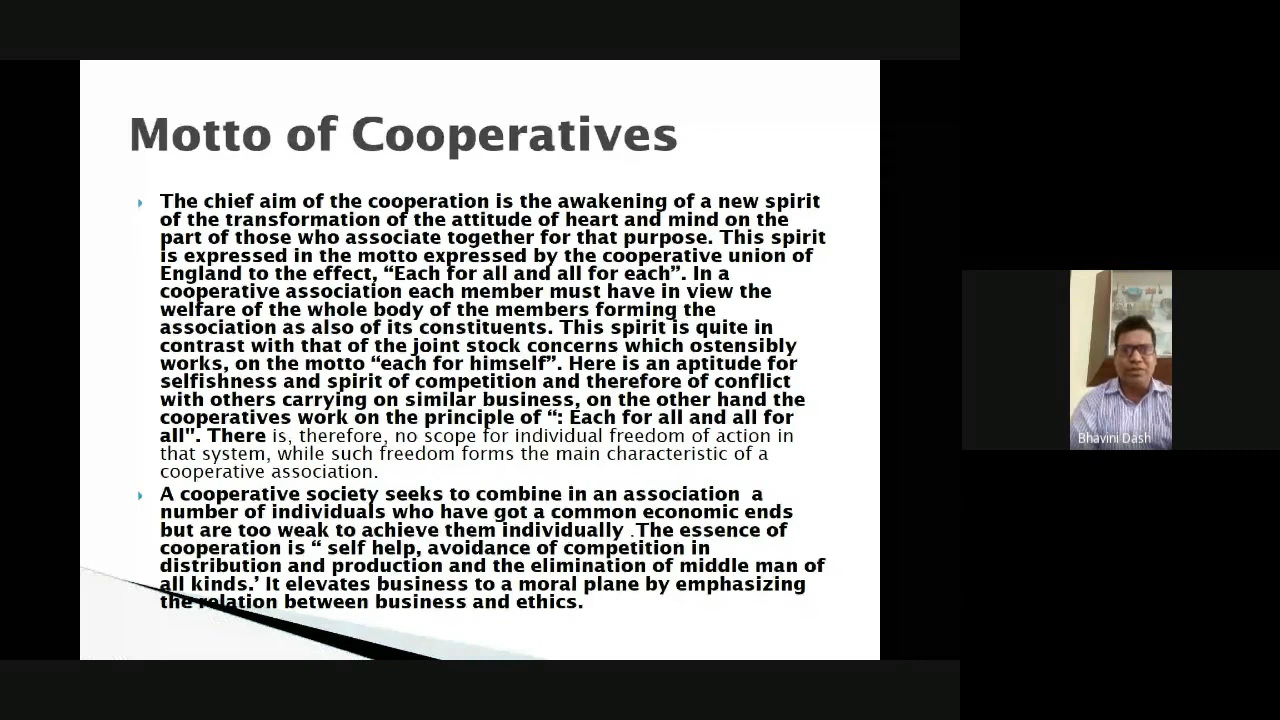 Motto of Cooperatives
The chief aim of the cooperation is the awakening of a new spirit
of the transformation of the attitude of heart and mind on the
part of those who associate together for that purpose. This spirit
is expressed in the motto expressed by the cooperative union of
England to the effect, “Each for all and all for each”. In a
cooperative association each member must have in view the
welfare of the whole body of the members forming the
association as also of its constituents. This spirit is quite in
contrast with that of the joint stock concerns which ostensibly
works, on the motto “each for himself”. Here is an aptitude for
selfishness and spirit of competition and therefore of conflict
with others carrying on similar business, on the other hand the
cooperatives work on the principle of “: Each for all and all for
all". There is, therefore, no scope for individual freedom of action in
that system, while such freedom forms the main characteristic of a
cooperative association.
A cooperative society seeks to combine in an association a
number of individuals who have got a common economic ends
but are too weak to achieve them individually .The essence of
cooperation is “ self help, avoidance of competition in
distribution and production and the elimination of middle man of
all kinds.’ It elevates business to a moral plane by emphasizing
the relation between business and ethics.
Bhavini Dash